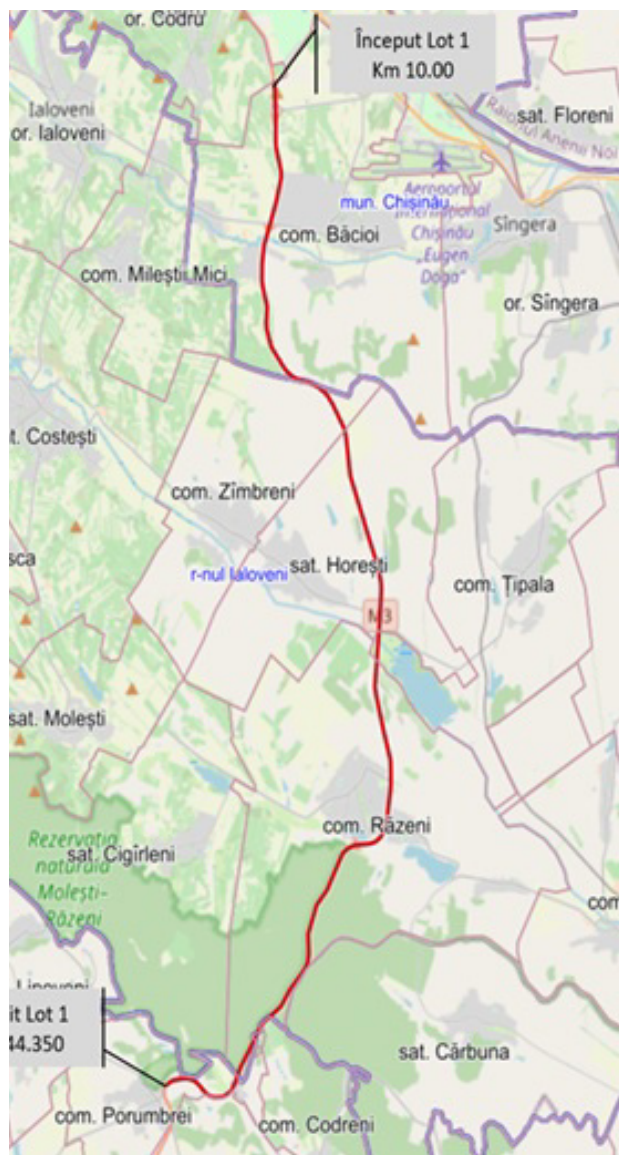 or. Codru
Început Lot 1
Km 10.00
Ialoveni
or. Ialoveni
sat. Floreni
Raionul Anenii Noi
mun. Chișinău
Aeroportul
Internațional
Chișinău
„Eugen
Doga"
Sîngera
com. Băcioi
com. Mileștii Mici
or. Sîngera
t. Costești
com. Zîmbreni
sat. Horești
sca
r-nul Ialoveni
com. Țipala
M3
sat. Molești
com. Răzeni
Rezervația
naturală
Molești-
Răzeni
sat. Cigîrleni
com
Lipoveni
it Lot 1
44.350
sat. Cărbuna
com. Porumbrei
com. Codreni